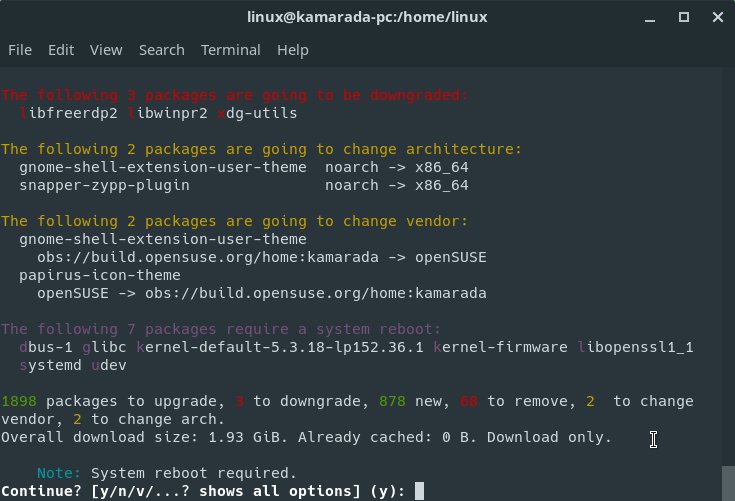 linux@kamarada-pc:/home/linux
File Edit View Search Terminal Help
The following 3 packages are going to be downgraded:
libfreerdp2 libwinpr2 xdg-utils
The following 2 packages are going to change architecture:
gnome-shell-extension-user-theme noarch -> x86_64
snapper-zypp-plugin noarch -> x86_64
The following 2 packages are going to change vendor:
gnome-shell-extension-user-theme
obs://build.opensuse.org/home:kamarada -> openSUSE
papirus-icon-theme
openSUSE -> obs://build.opensuse.org/home:kamarada
The following 7 packages require a system reboot:
dbus-1 glibc kernel-default-5.3.18-lp152.36.1 kernel-firmware libopenssl1_1
systemd udev
1898 packages to upgrade, 3 to downgrade, 878 new, 68 to remove, 2  to change
vendor, 2 to change arch.
Overall download size: 1.93 GiB. Already cached: 0 B. Download only.
Note: System reboot required.
Continue? [y/n/v/...? shows all options] (y):